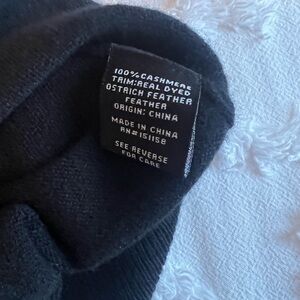 100% CASHMERE
TRIM:REAL DYED
OSTRICH FEATHER
FEATHER
ORIGIN: CHINA
MADE IN CHINA
RN# 151158
SEE REVERSE
FOR CARE